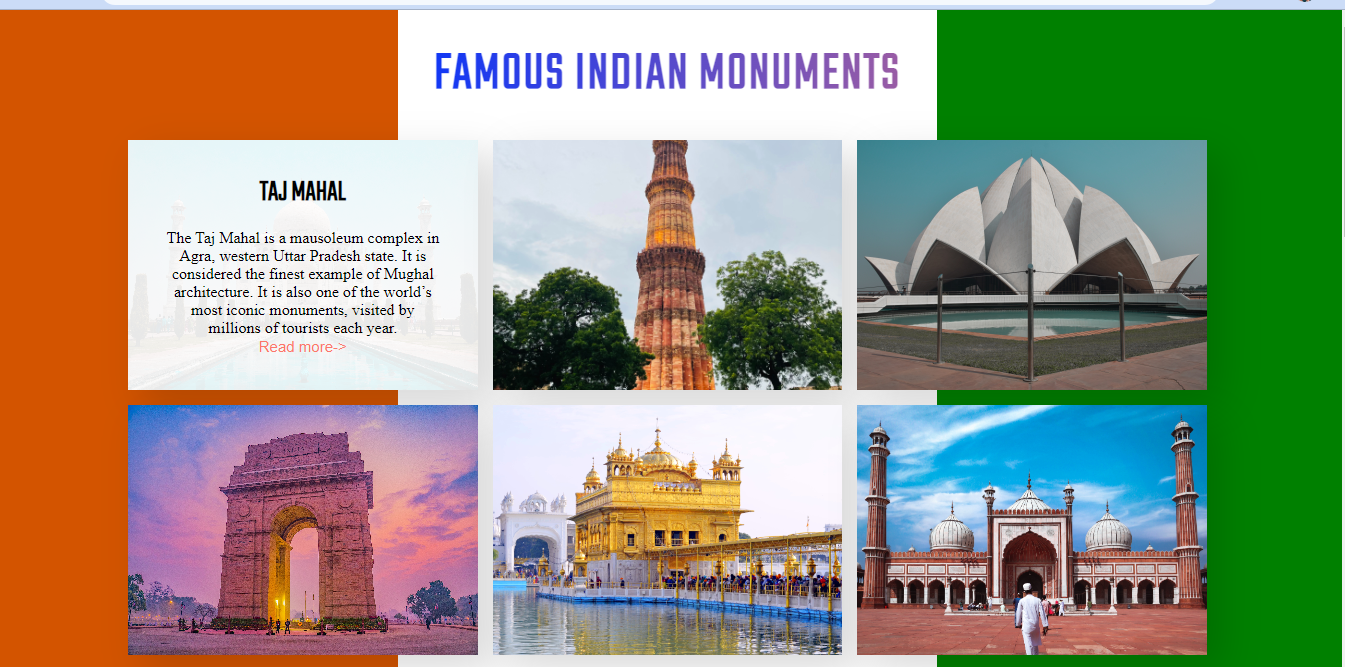 FAMOUS INDIAN MONUMENTS
TAJ MAHAL
The Taj Mahal is a mausoleum complex in
Agra, western Uttar Pradesh state. It is
considered the finest example of Mughal
architecture. It is also one of the world’s
most iconic monuments, visited by
millions of tourists each year.
Read more->